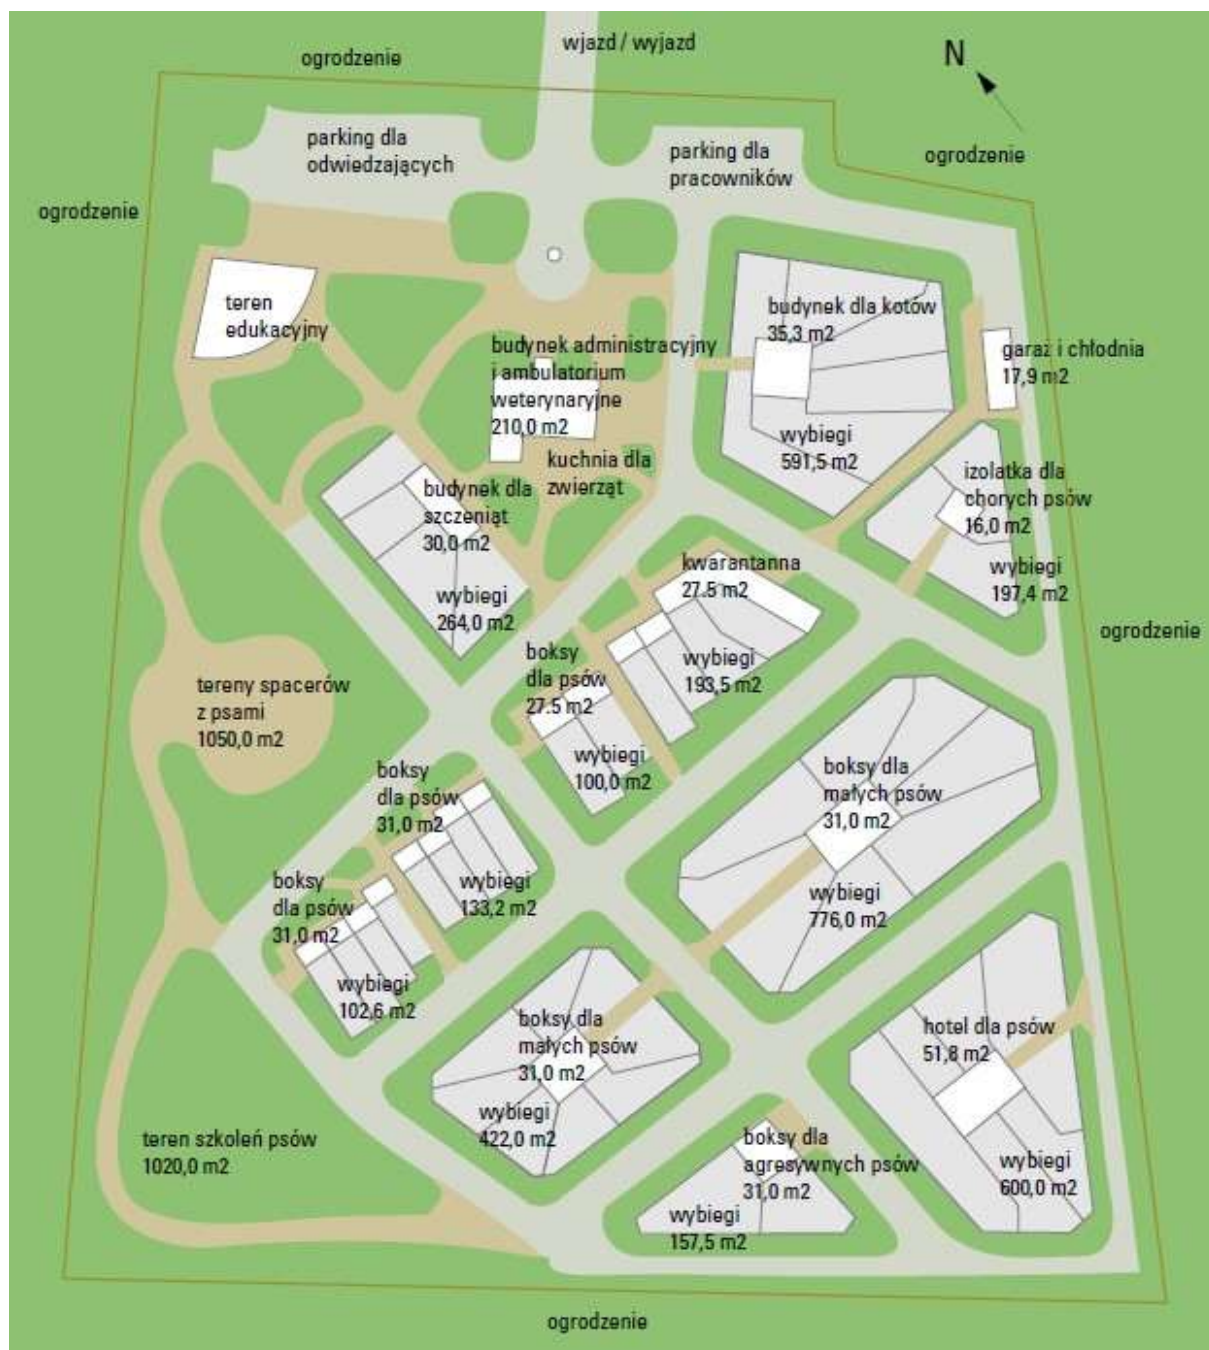 wjazd / wyjazd
N
ogrodzenie
parking dla
odwiedzających
parking dla
pracowników
ogrodzenie
ogrodzenie
teren
edukacyjny
budynek dla kotów
35,3 m2
budynek administracyjny
i ambulatorium
weterynaryjne
210,0 m2
garaż i chłodnia
17,9 m2
wybiegi
591,5 m2
kuchnia dla
zwierząt
izolatka dla
chorych psów
16,0 m2
budynek dla
szczeniąt
30,0 m2
wybiegi
197,4 m2
kwarantanna
27.5 m2
wybiegi
264,0 m2
ogrodzenie
boksy
dla psów
27.5 m2
wybiegi
193,5 m2
tereny spacerów
z psami
1050,0 m2
wybiegi
100,0 m2
boksy
dla psów
31,0 m2
boksy dla
małych psów
31,0 m2
boksy
dla psów
31,0 m2
wybiegi
133,2 m2
wybiegi
776,0 m2
wybiegi
102,6 m2
boksy dla
małych psów
31,0 m2
hotel dla psów
51,8 m2
wybiegi
422,0 m2
teren szkoleń psów
1020,0 m2
boksy dla
agresywnych psów
31,0 m2
wybiegi
600,0 m2
wybiegi
157,5 m2
ogrodzenie